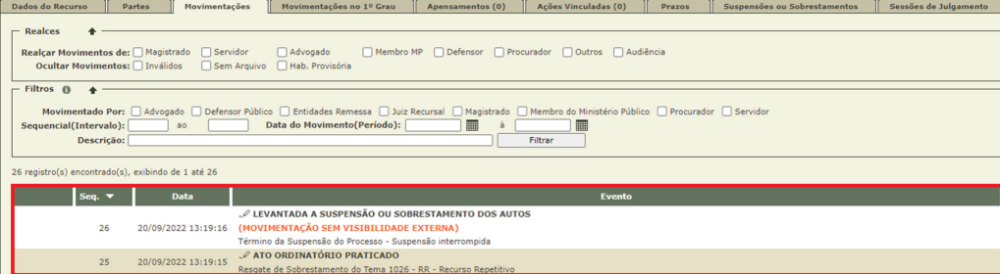 Dados do Recurso Partes Movimentações Movimentações no 1º Grau Apensamentos (0) Ações Vinculadas (0) Prazos Suspensões ou Sobrestamentos Sessões de Julgamento
Realces
Realçar Movimentos de: Magistrado Servidor Advogado Membro MP Defensor Procurador Outros Audiência
Ocultar Movimentos: Inválidos Sem Arquivo Hab. Provisória
Filtros
Movimentado Por: Advogado Defensor Público Entidades Remessa Juiz Recursal Magistrado Membro do Ministério Público Procurador Servidor
Sequencial(Intervalo): ao Data do Movimento(Período): à
Descrição: Filtrar
26 registro(s) encontrado(s), exibindo de 1 até 26
Seq. Data Evento
LEVANTADA A SUSPENSÃO OU SOBRESTAMENTO DOS AUTOS
26 20/09/2022 13:19:16 (MOVIMENTAÇÃO SEM VISIBILIDADE EXTERNA)
Término da Suspensão do Processo - Suspensão interrompida
ATO ORDINATÓRIO PRATICADO
25 20/09/2022 13:19:15
Resgate de Sobrestamento do Tema 1026 - RR - Recurso Repetitivo